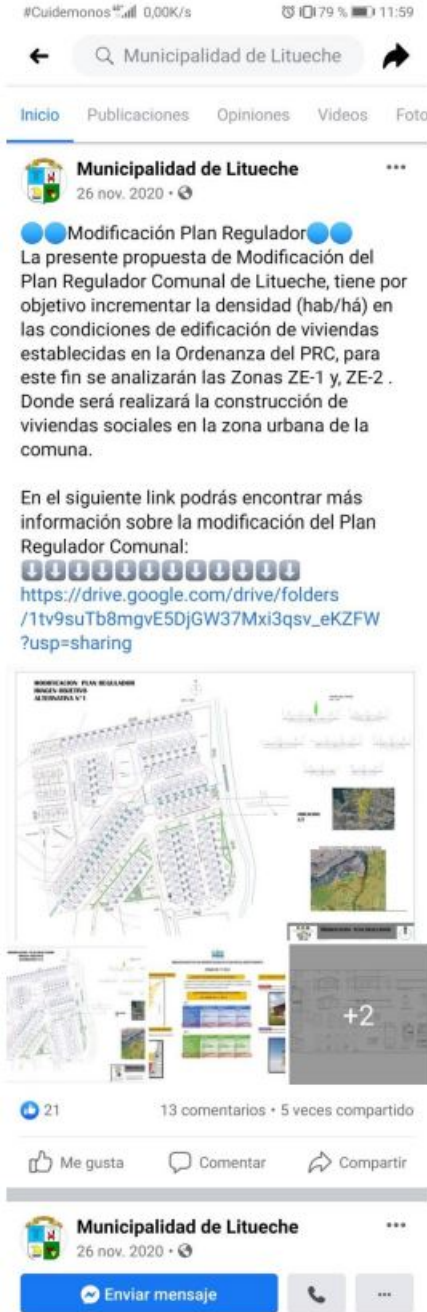 #Cuidemonos 4G 0,00K/s 79 % 11:59
Municipalidad de Litueche
Inicio Publicaciones Opiniones Videos Foto
Municipalidad de Litueche
26 nov. 2020 •
Modificación Plan Regulador
La presente propuesta de Modificación del
Plan Regulador Comunal de Litueche, tiene por
objetivo incrementar la densidad (hab/há) en
las condiciones de edificación de viviendas
establecidas en la Ordenanza del PRC, para
este fin se analizarán las Zonas ZE-1 y, ZE-2 .
Donde será realizará la construcción de
viviendas sociales en la zona urbana de la
comuna.
En el siguiente link podrás encontrar más
información sobre la modificación del Plan
Regulador Comunal:
https://drive.google.com/drive/folders
/1tv9suTb8mgvE5DjGW37Mxi3qsv_eKZFW
?usp=sharing
MODIFICACION PLAN REGULADOR
IMAGEN OBJETIVO
ALTERNATIVA N°1
+2
21 13 comentarios • 5 veces compartido
Me gusta Comentar Compartir
Municipalidad de Litueche
26 nov. 2020 •
Enviar mensaje